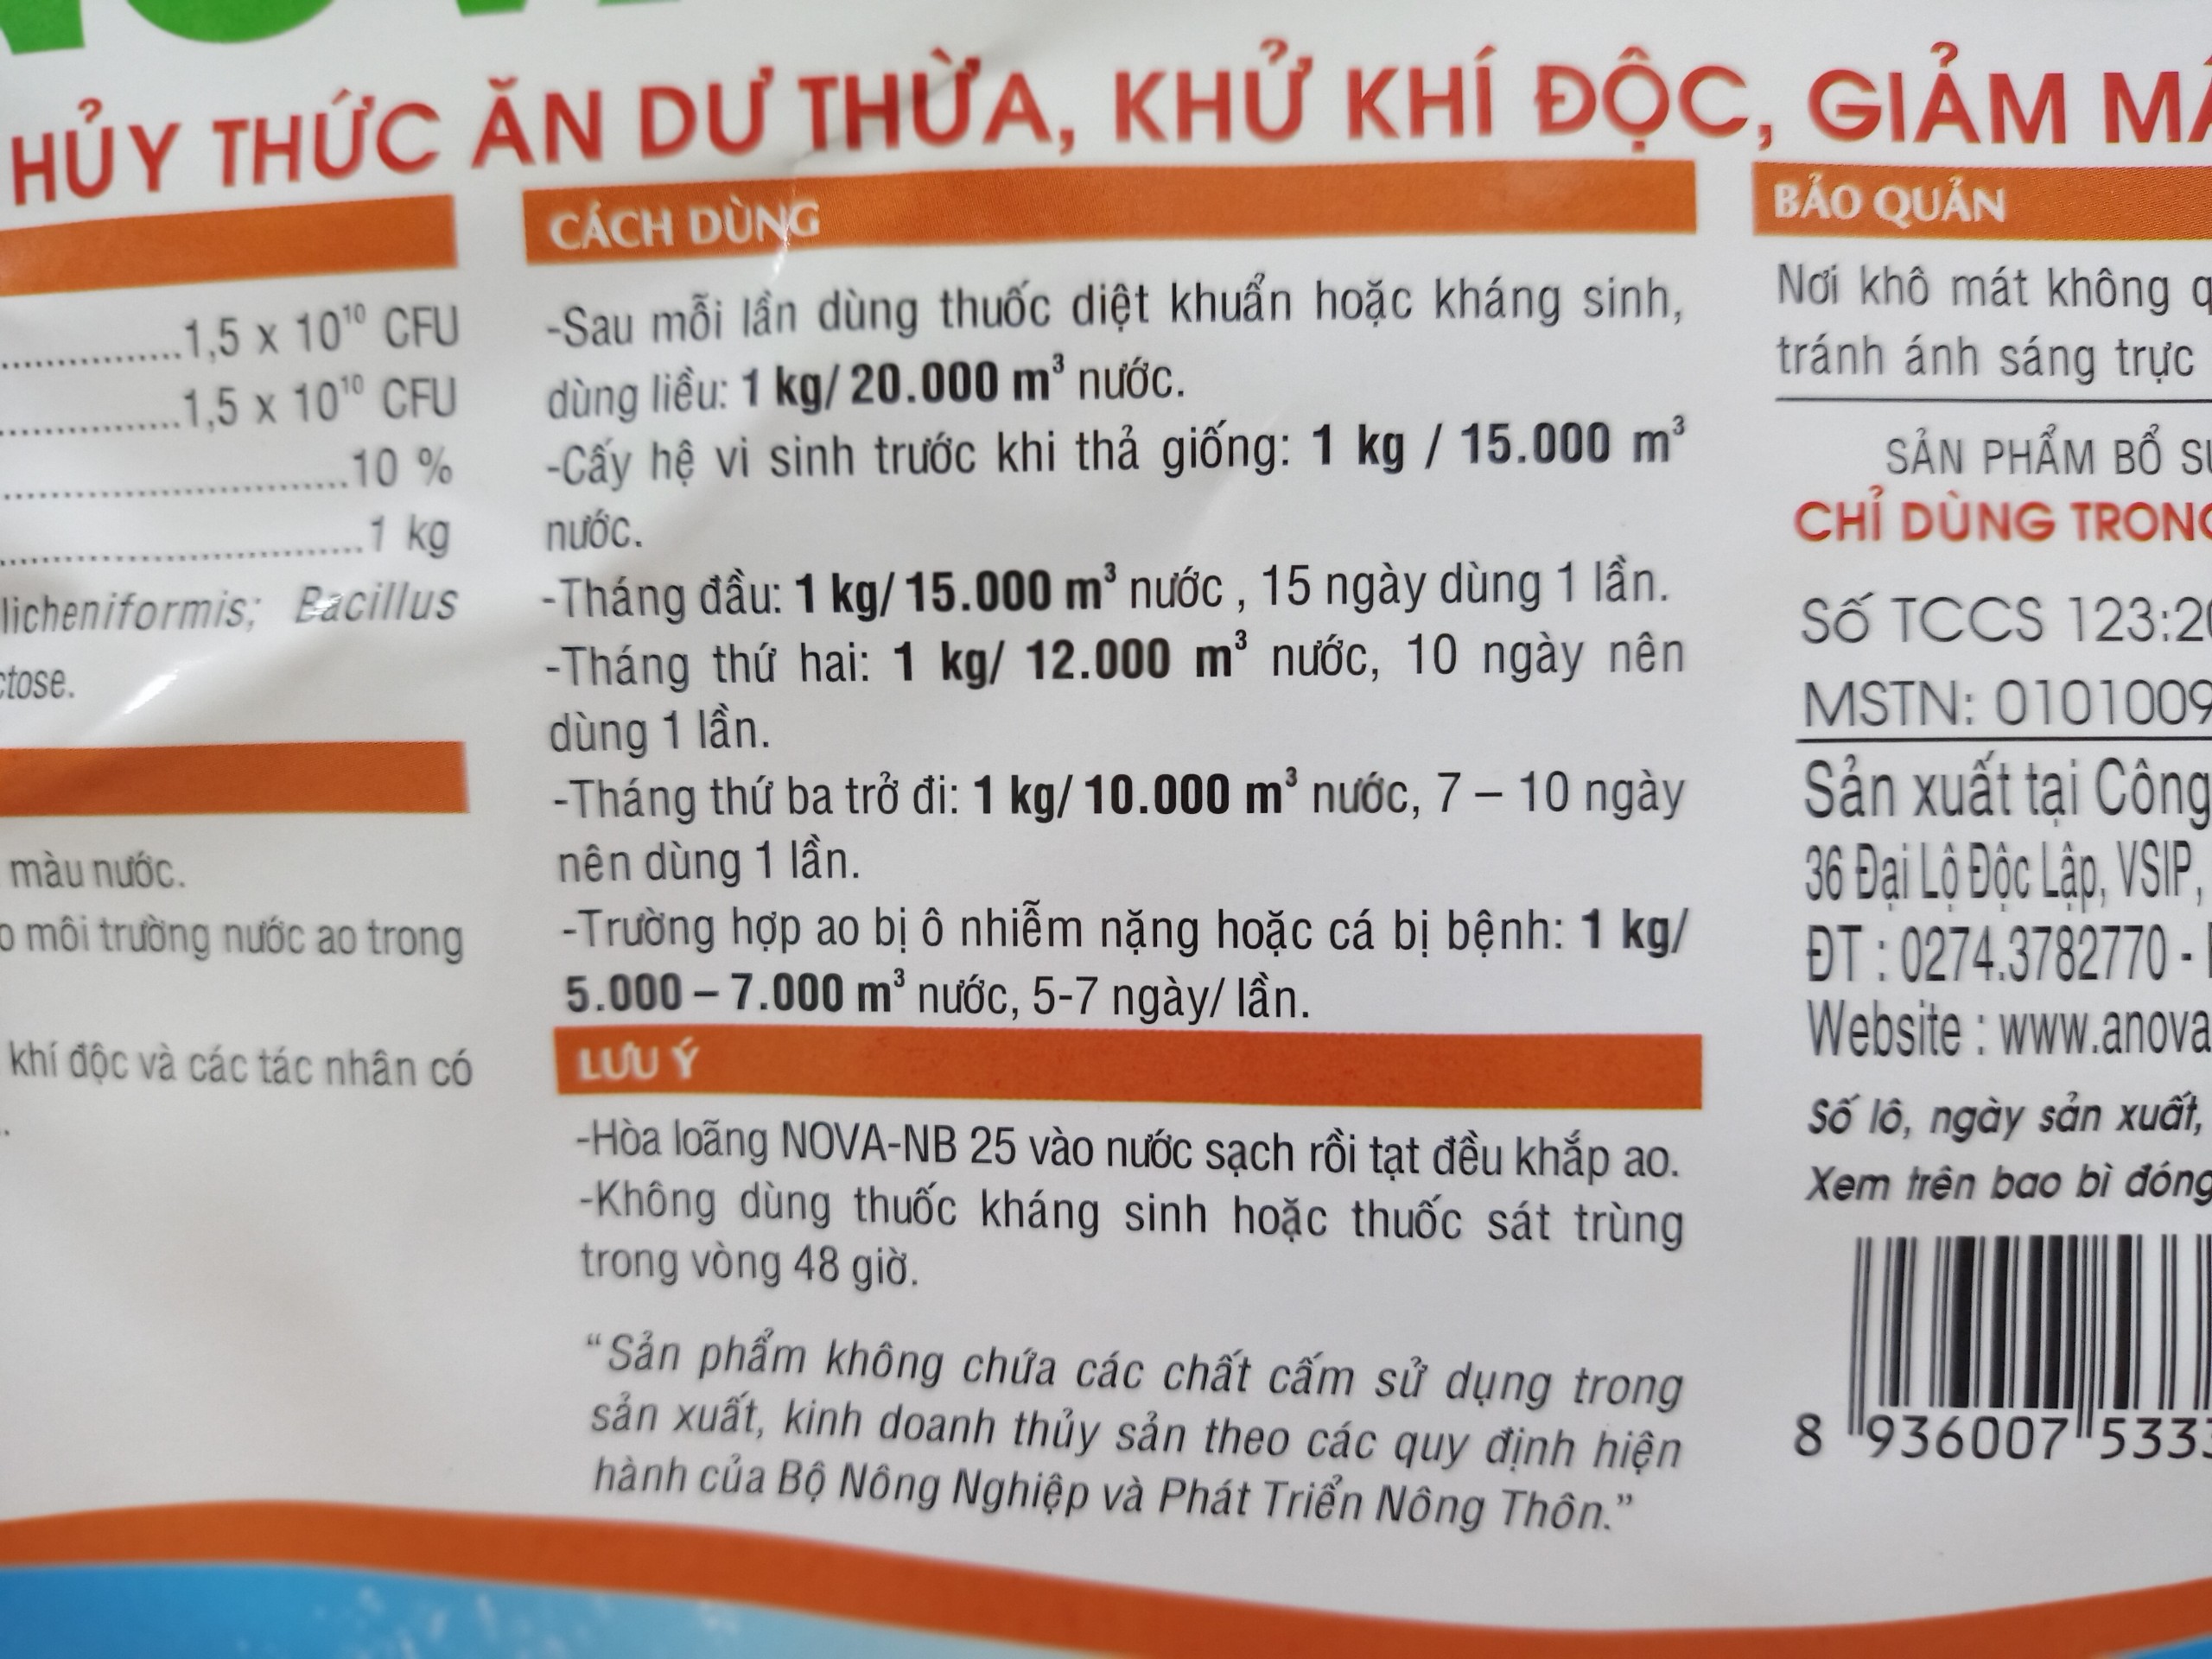 HỦY THỨC ĂN DƯ THỪA, KHỬ KHÍ ĐỘC, GIẢM
1,5 x 10¹⁰ CFU
1,5 x 10¹⁰ CFU
10 %
1 kg
licheniformis; Bacillus
màu nước.
môi trường nước ao trong
khí độc và các tác nhân có
CÁCH DÙNG
-Sau mỗi lần dùng thuốc diệt khuẩn hoặc kháng sinh,
dùng liều: 1 kg/ 20.000 m³ nước.
-Cấy hệ vi sinh trước khi thả giống: 1 kg / 15.000 m³
nước.
-Tháng đầu: 1 kg/ 15.000 m³ nước , 15 ngày dùng 1 lần.
-Tháng thứ hai: 1 kg/ 12.000 m³ nước, 10 ngày nên
dùng 1 lần.
-Tháng thứ ba trở đi: 1 kg/ 10.000 m³ nước, 7 – 10 ngày
nên dùng 1 lần.
-Trường hợp ao bị ô nhiễm nặng hoặc cá bị bệnh: 1 kg/
5.000 – 7.000 m³ nước, 5-7 ngày/ lần.
LƯU Ý
-Hòa loãng NOVA-NB 25 vào nước sạch rồi tạt đều khắp ao.
-Không dùng thuốc kháng sinh hoặc thuốc sát trùng
trong vòng 48 giờ.
“Sản phẩm không chứa các chất cấm sử dụng trong
sản xuất, kinh doanh thủy sản theo các quy định hiện
hành của Bộ Nông Nghiệp và Phát Triển Nông Thôn.”
BẢO QUẢN
Nơi khô mát không
tránh ánh sáng trực
SẢN PHẨM BỔ
CHỈ DÙNG TRONG
Số TCCS 123:20
MSTN: 0101009
Sản xuất tại Công
36 Đại Lộ Độc Lập, VSIP,
ĐT : 0274.3782770 -
Website : www.anova
Số lô, ngày sản xuất,
Xem trên bao bì đóng
8 936007 533